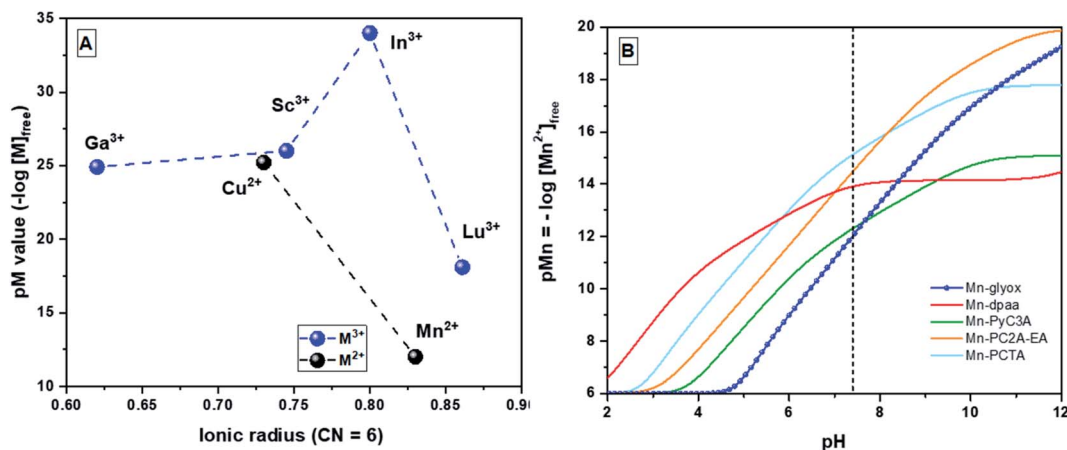 A
pM value (-log [M]free)
35
30
25
20
15
10
Ga³⁺
Sc³⁺
In³⁺
Cu²⁺
Lu³⁺
Mn²⁺
M³⁺
M²⁺
0.60 0.65 0.70 0.75 0.80 0.85 0.90
Ionic radius (CN = 6)
B
pMn = - log [Mn²⁺]free
20
18
16
14
12
10
8
6
Mn-glyox
Mn-dpaa
Mn-PyC3A
Mn-PC2A-EA
Mn-PCTA
2 4 6 8 10 12
pH